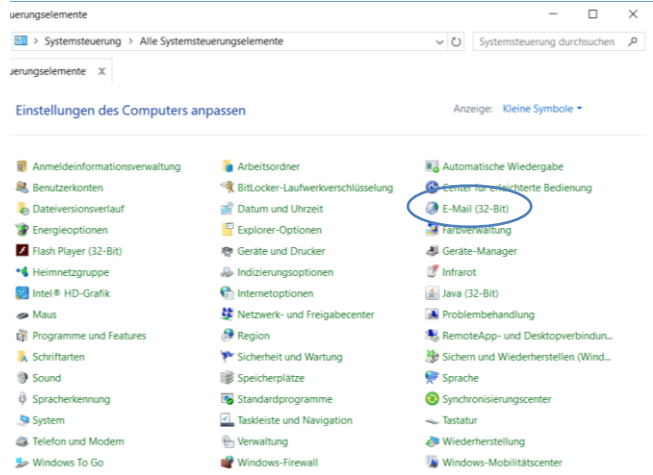 uerungselemente
Systemsteuerung > Alle Systemsteuerungselemente
Systemsteuerung durchsuchen
uerungselemente x
Einstellungen des Computers anpassen
Anzeige: Kleine Symbole
Anmeldeinformationsverwaltung Arbeitsordner Automatische Wiedergabe
Benutzerkonten BitLocker-Laufwerkverschlüsselung Center für erleichterte Bedienung
Dateiversionsverlauf Datum und Uhrzeit E-Mail (32-Bit)
Energieoptionen Explorer-Optionen Farbverwaltung
Flash Player (32-Bit) Geräte und Drucker Geräte-Manager
Heimnetzgruppe Indizierungsoptionen Infrarot
Intel® HD-Grafik Internetoptionen Java (32-Bit)
Maus Netzwerk- und Freigabecenter Problembehandlung
Programme und Features Region RemoteApp- und Desktopverbindun...
Schriftarten Sicherheit und Wartung Sichern und Wiederherstellen (Wind...
Sound Speicherplätze Sprache
Spracherkennung Standardprogramme Synchronisierungscenter
System Taskleiste und Navigation Tastatur
Telefon und Modem Verwaltung Wiederherstellung
Windows To Go Windows-Firewall Windows-Mobilitätscenter